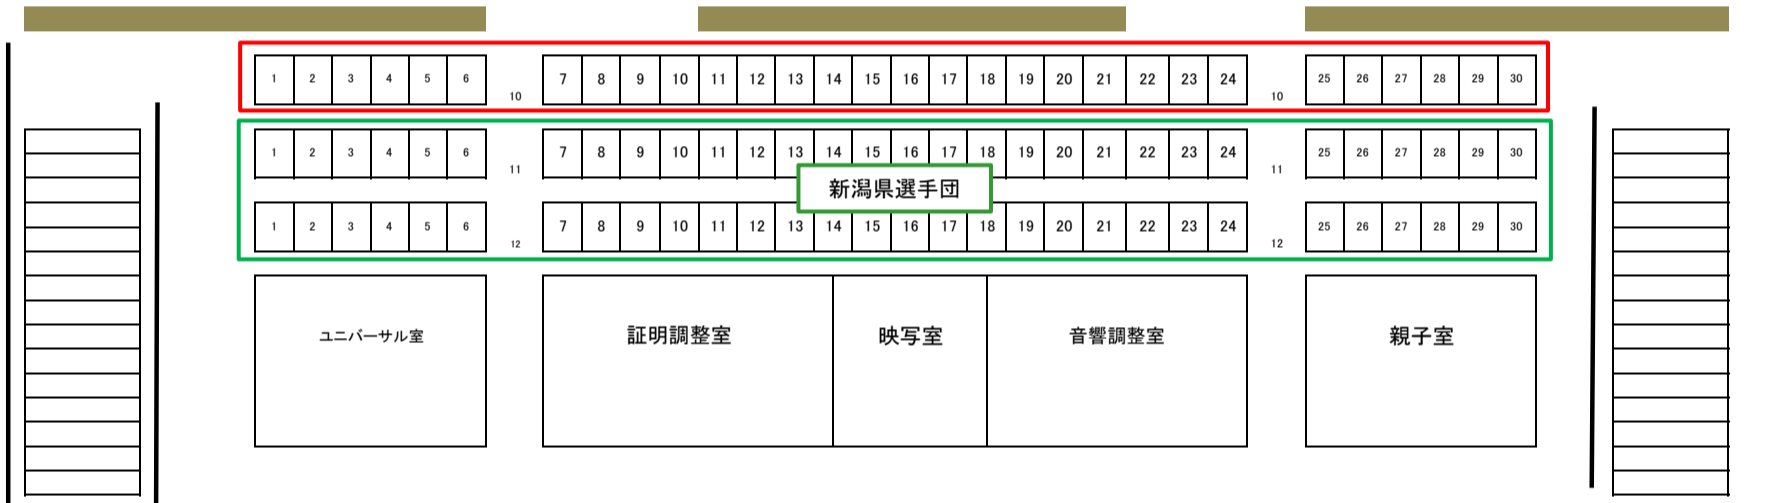 1 2 3 4 5 6 10 7 8 9 10 11 12 13 14 15 16 17 18 19 20 21 22 23 24 10 25 26 27 28 29 30
1 2 3 4 5 6 11 7 8 9 10 11 12 13 14 15 16 17 18 19 20 21 22 23 24 11 25 26 27 28 29 30
新潟県選手団
1 2 3 4 5 6 12 7 8 9 10 11 12 13 14 15 16 17 18 19 20 21 22 23 24 12 25 26 27 28 29 30
ユニバーサル室 証明調整室 映写室 音響調整室 親子室